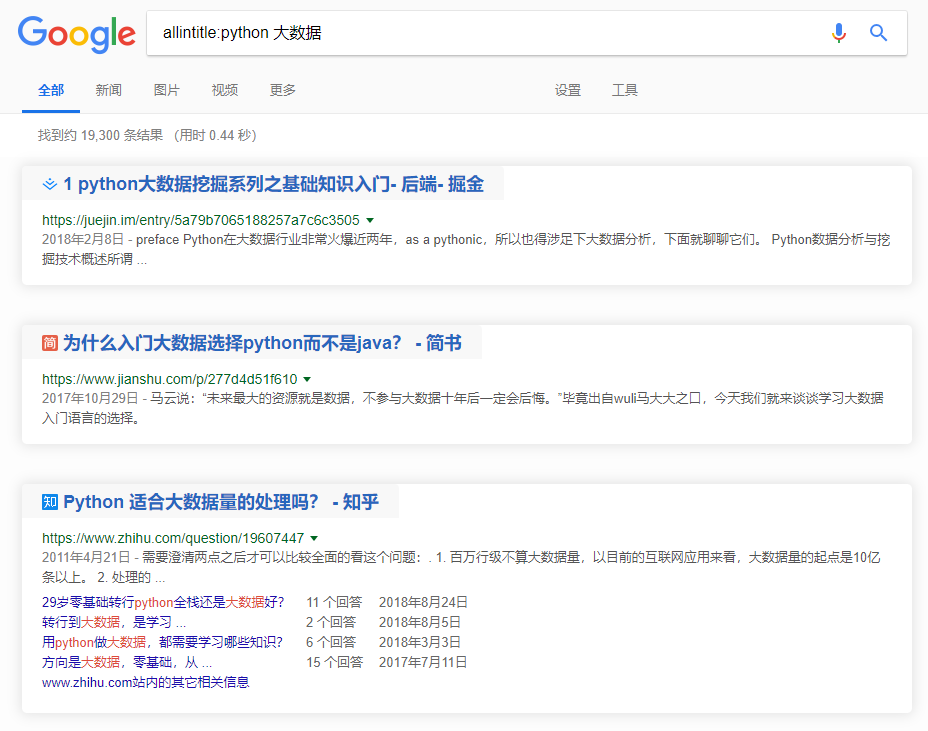 Google
allintitle:python 大数据
全部 新闻 图片 视频 更多 设置 工具
找到约 19,300 条结果 （用时 0.44 秒）
1 python大数据挖掘系列之基础知识入门- 后端- 掘金
https://juejin.im/entry/5a79b7065188257a7c6c3505
2018年2月8日 - preface Python在大数据行业非常火爆近两年，as a pythonic，所以也得涉足下大数据分析，下面就聊聊它们。 Python数据分析与挖
掘技术概述所谓 ...
简 为什么入门大数据选择python而不是java？ - 简书
https://www.jianshu.com/p/277d4d51f610
2017年10月29日 - 马云说：“未来最大的资源就是数据，不参与大数据十年后一定会后悔。”毕竟出自wuli马大大之口，今天我们就来谈谈学习大数据
入门语言的选择。
知 Python 适合大数据量的处理吗？ - 知乎
https://www.zhihu.com/question/19607447
2011年4月21日 - 需要澄清两点之后才可以比较全面的看这个问题：. 1. 百万行级不算大数据量，以目前的互联网应用来看，大数据量的起点是10亿
条以上。 2. 处理的 ...
29岁零基础转行python全栈还是大数据好？ 11 个回答 2018年8月24日
转行到大数据，是学习 ... 2 个回答 2018年8月5日
用python做大数据，都需要学习哪些知识？ 6 个回答 2018年3月3日
方向是大数据，零基础，从 ... 15 个回答 2017年7月11日
www.zhihu.com站内的其它相关信息